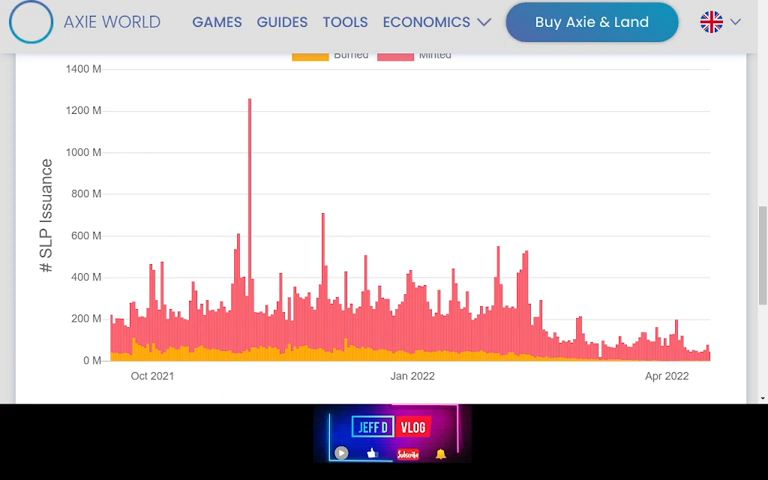 AXIE WORLD GAMES GUIDES TOOLS ECONOMICS Buy Axie & Land
Burned Minted
1400 M
1200 M
1000 M
800 M
600 M
400 M
200 M
0 M
# SLP Issuance
Oct 2021 Jan 2022 Apr 2022
JEFF D VLOG
Subscribe